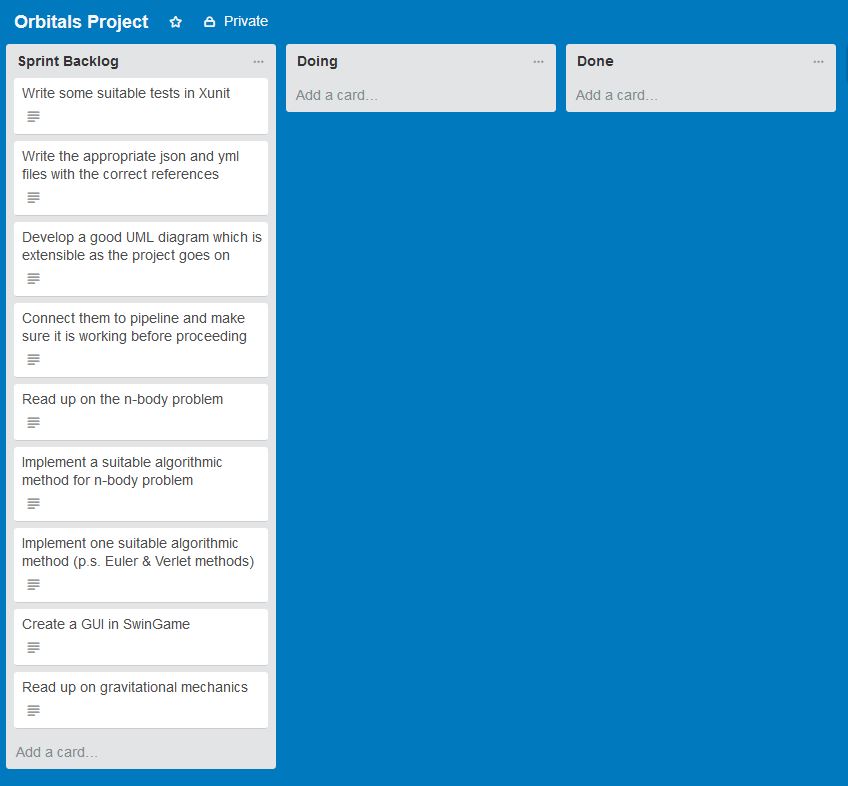 Orbitals Project Private
Sprint Backlog
Write some suitable tests in Xunit
Write the appropriate json and yml
files with the correct references
Develop a good UML diagram which is
extensible as the project goes on
Connect them to pipeline and make
sure it is working before proceeding
Read up on the n-body problem
Implement a suitable algorithmic
method for n-body problem
Implement one suitable algorithmic
method (p.s. Euler & Verlet methods)
Create a GUI in SwinGame
Read up on gravitational mechanics
Add a card...
Doing
Add a card...
Done
Add a card...